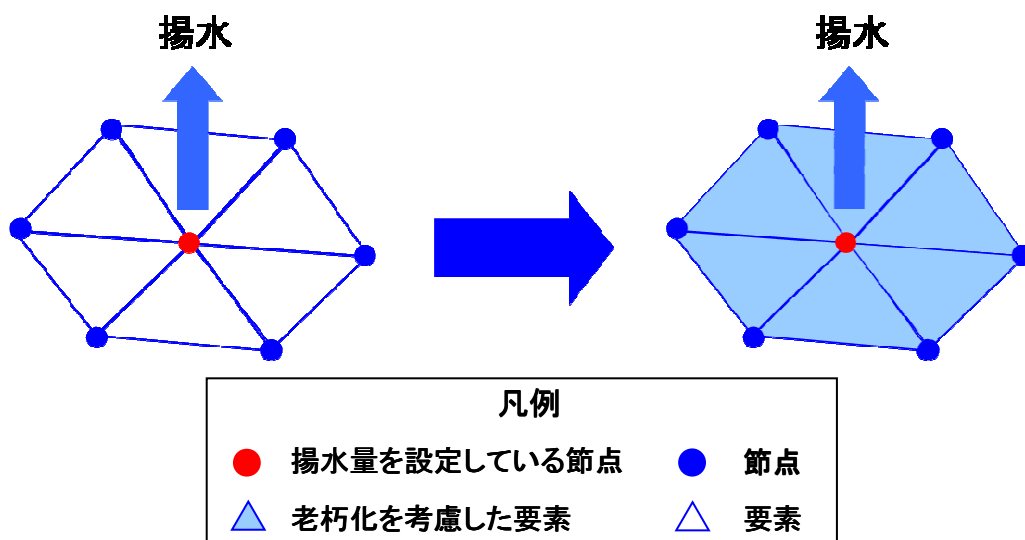 揚水
揚水
凡例
揚水量を設定している節点
節点
老朽化を考慮した要素
要素